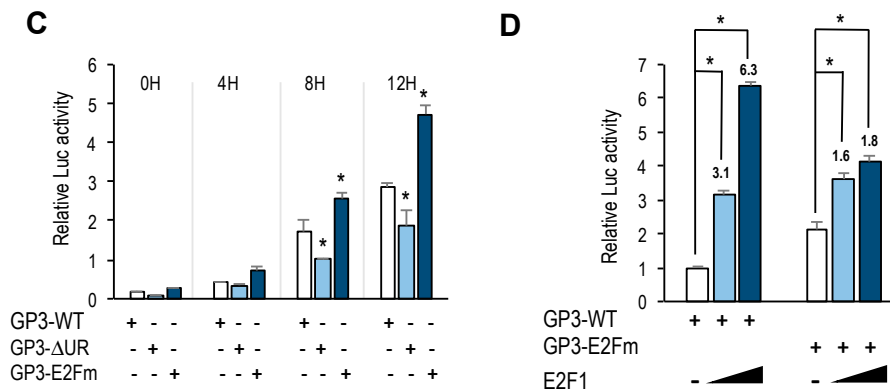 C
Relative Luc activity
6
5
4
3
2
1
0
0H 4H 8H 12H
* * * *
GP3-WT + - - + - - + - - + - -
GP3-ΔUR - + - - + - - + - - + -
GP3-E2Fm - - + - - + - - + - - +
D
Relative Luc activity
7
6
5
4
3
2
1
0
* *
* *
6.3
3.1 1.6 1.8
GP3-WT + + +
GP3-E2Fm + + +
E2F1 - -